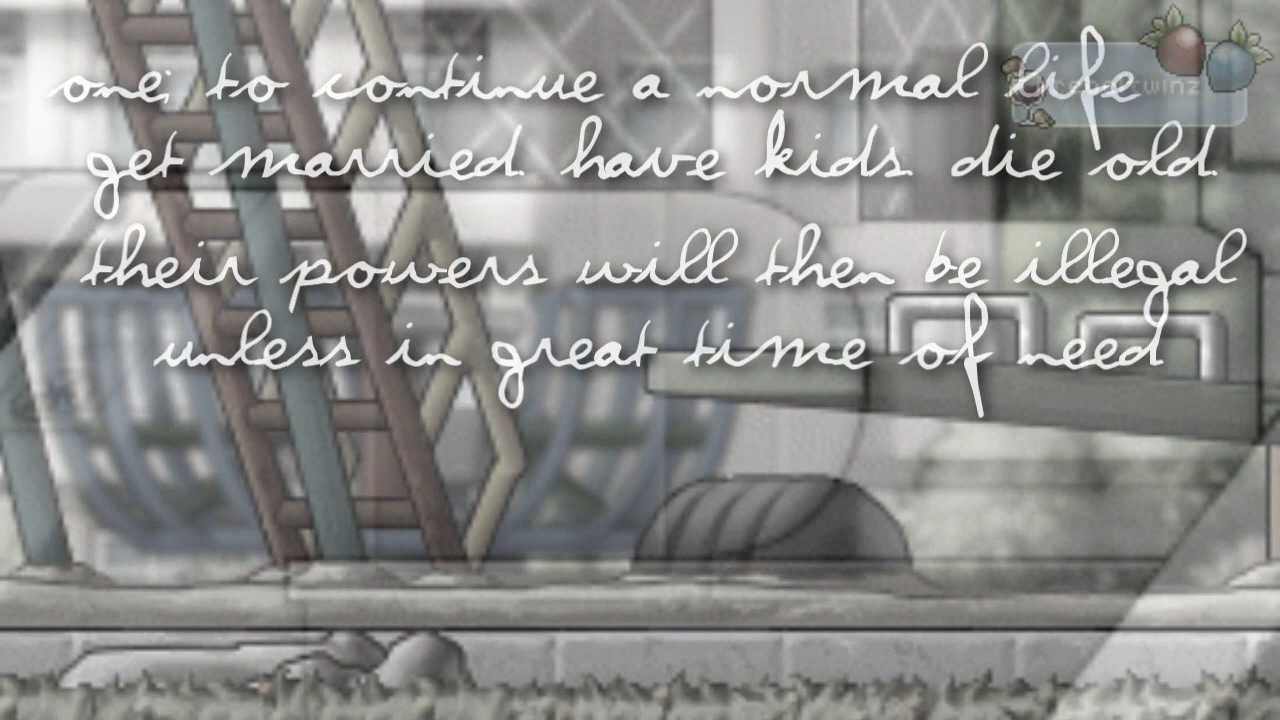 one; to continue a normal life
get married. have kids. die old.
their powers will then be illegal
unless in great time of need